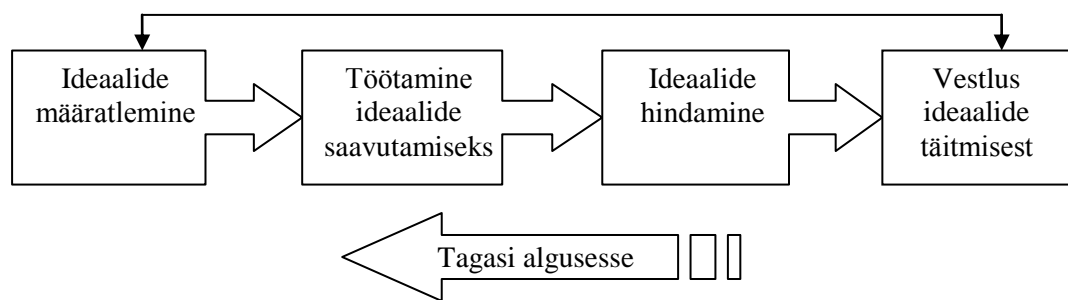 Ideaalide
määratlemine
Töötamine
ideaalide
saavutamiseks
Ideaalide
hindamine
Vestlus
ideaalide
täitmisest
Tagasi algusesse